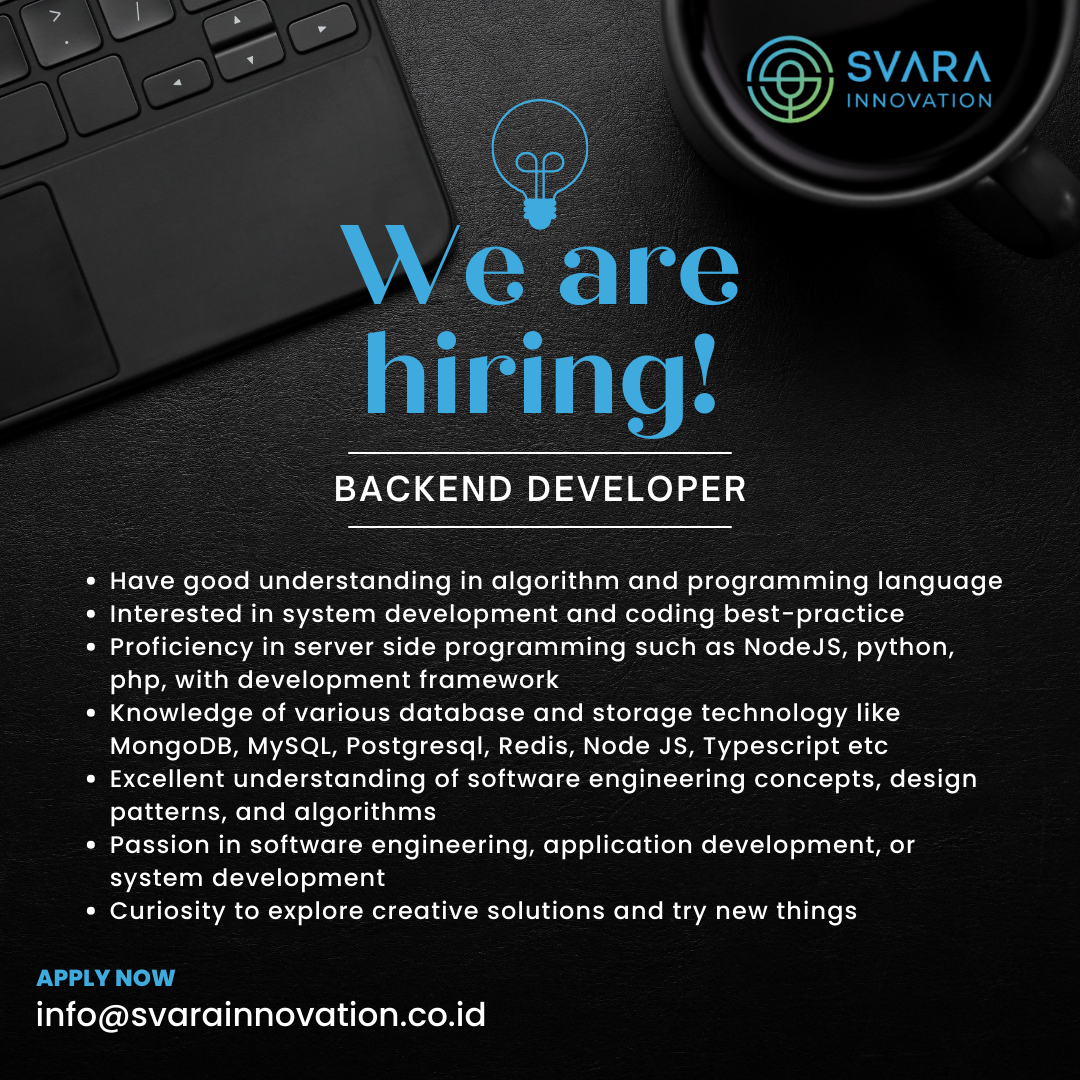 SVARA
INNOVATION
We are
hiring!
BACKEND DEVELOPER
• Have good understanding in algorithm and programming language
• Interested in system development and coding best-practice
• Proficiency in server side programming such as NodeJS, python,
php, with development framework
• Knowledge of various database and storage technology like
MongoDB, MySQL, Postgresql, Redis, Node JS, Typescript etc
• Excellent understanding of software engineering concepts, design
patterns, and algorithms
• Passion in software engineering, application development, or
system development
• Curiosity to explore creative solutions and try new things
APPLY NOW
info@svarainnovation.co.id